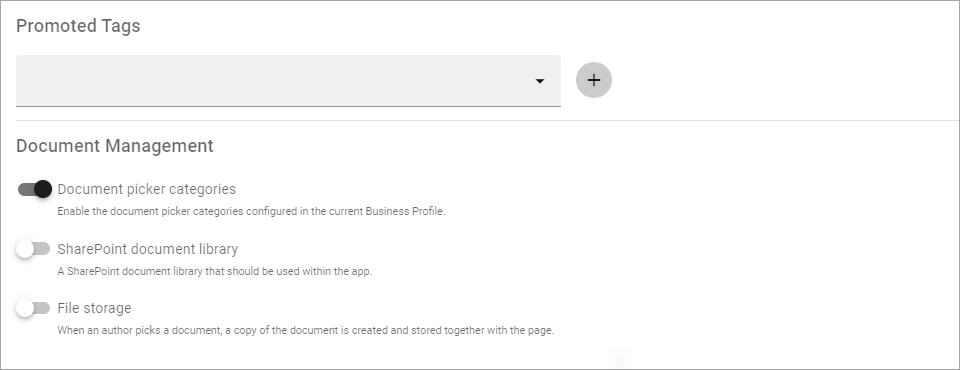 Promoted Tags
Document Management
Document picker categories
Enable the document picker categories configured in the current Business Profile.
SharePoint document library
A SharePoint document library that should be used within the app.
File storage
When an author picks a document, a copy of the document is created and stored together with the page.